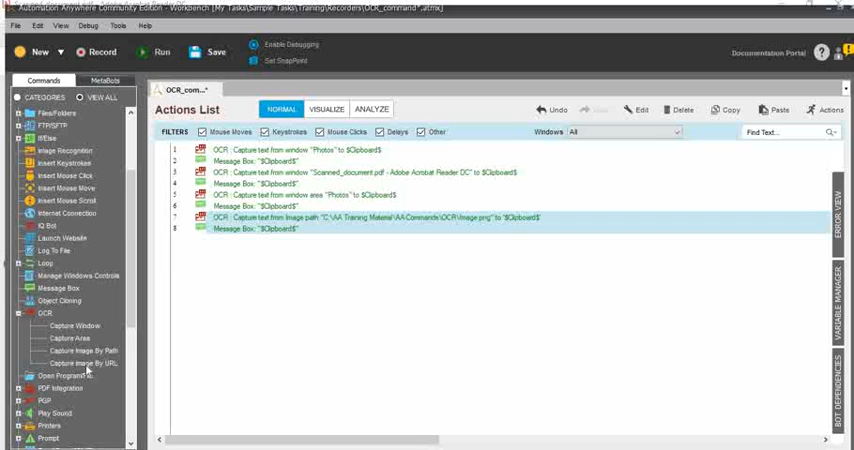 Automation Anywhere Community Edition - Workbench [My Tasks\Sample Tasks\Training\Recorders\OCR_command*.atmx]
File Edit View Debug Tools Help
New Record Run Save
Enable Debugging
Set SnapPoint
Documentation Portal
Commands MetaBots
CATEGORIES VIEW ALL
Files/Folders
FTP/SFTP
If/Else
Image Recognition
Insert Keystrokes
Insert Mouse Click
Insert Mouse Move
Insert Mouse Scroll
Internet Connection
IQ Bot
Launch Website
Log To File
Loop
Manage Windows Controls
Message Box
Object Cloning
OCR
Capture Window
Capture Area
Capture Image By Path
Capture Image By URL
Open Program/
PDF Integration
PGP
Play Sound
Printers
Prompt
OCR_com...*
Actions List
NORMAL VISUALIZE ANALYZE
Undo Edit Delete Copy Paste Actions
FILTERS Mouse Moves Keystrokes Mouse Clicks Delays Other Windows All Find Text...
1 OCR : Capture text from window "Photos" to $Clipboard$
2 Message Box: "$Clipboard$"
3 OCR : Capture text from window "Scanned_document.pdf - Adobe Acrobat Reader DC" to $Clipboard$
4 Message Box: "$Clipboard$"
5 OCR : Capture text from window area "Photos" to $Clipboard$
6 Message Box: "$Clipboard$"
7 OCR : Capture text from Image path "C:\AA Training Material\AA Commands\OCR\Image.png" to $Clipboard$
8 Message Box: "$Clipboard$"
ERROR VIEW
VARIABLE MANAGER
BOT DEPENDENCIES